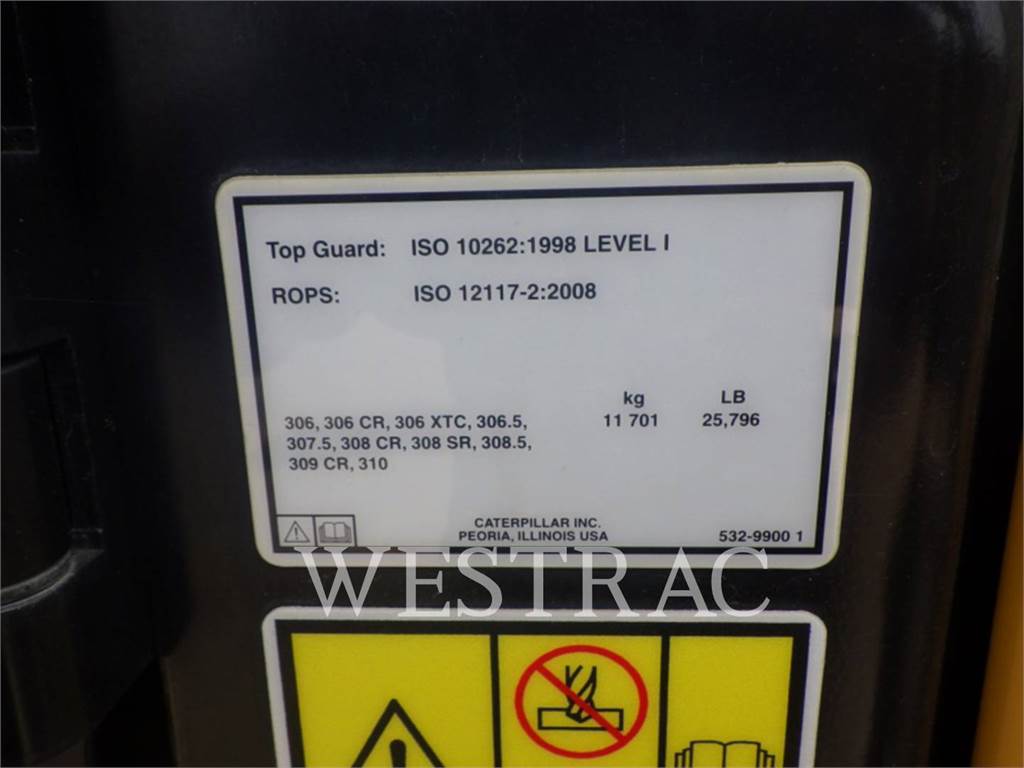 Top Guard: ISO 10262:1998 LEVEL I
ROPS: ISO 12117-2:2008
kg LB
306, 306 CR, 306 XTC, 306.5, 11 701 25,796
307.5, 308 CR, 308 SR, 308.5,
309 CR, 310
CATERPILLAR INC.
PEORIA, ILLINOIS USA 532-9900 1
WESTRAC